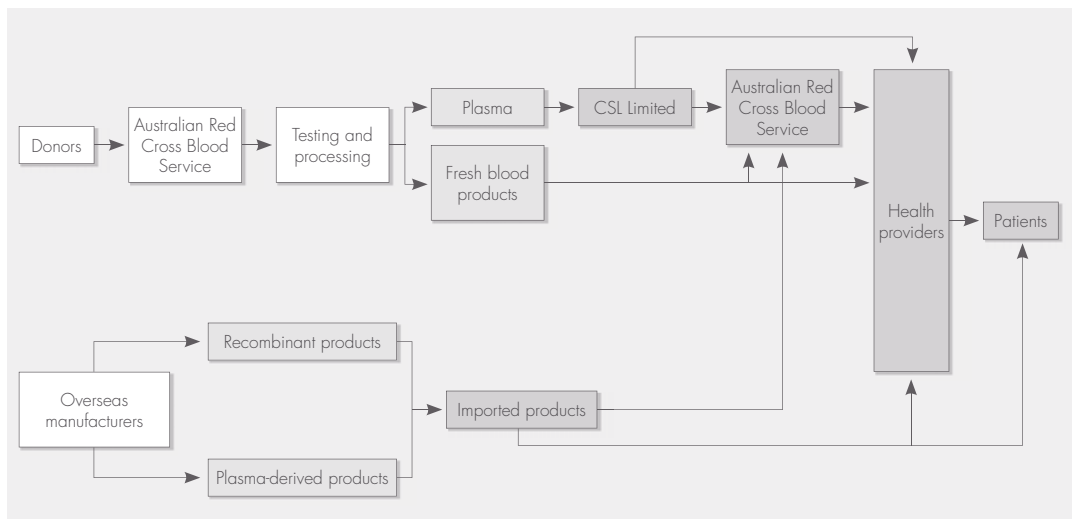 Donors
Australian Red
Cross Blood
Service
Testing and
processing
Plasma
Fresh blood
products
CSL Limited
Australian Red
Cross Blood
Service
Health
providers
Patients
Overseas
manufacturers
Recombinant products
Plasma-derived products
Imported products